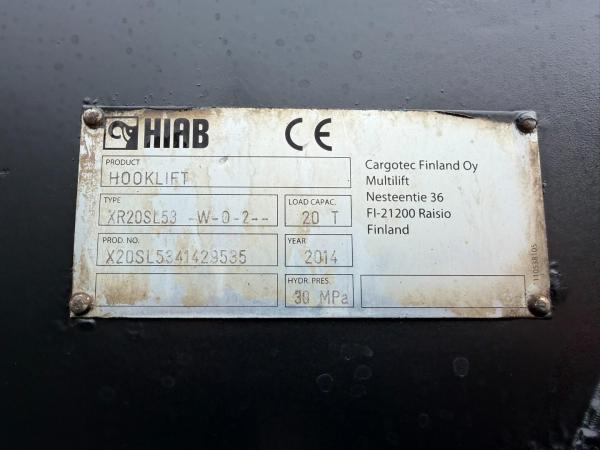 HIAB CE
PRODUCT
HOOKLIFT
TYPE
XR20SL53 -W-0-2--
LOAD CAPAC.
20 T
PROD. NO.
X20SL5341429535
YEAR
2014
HYDR. PRES.
30 MPa
Cargotec Finland Oy
Multilift
Nesteentie 36
FI-21200 Raisio
Finland